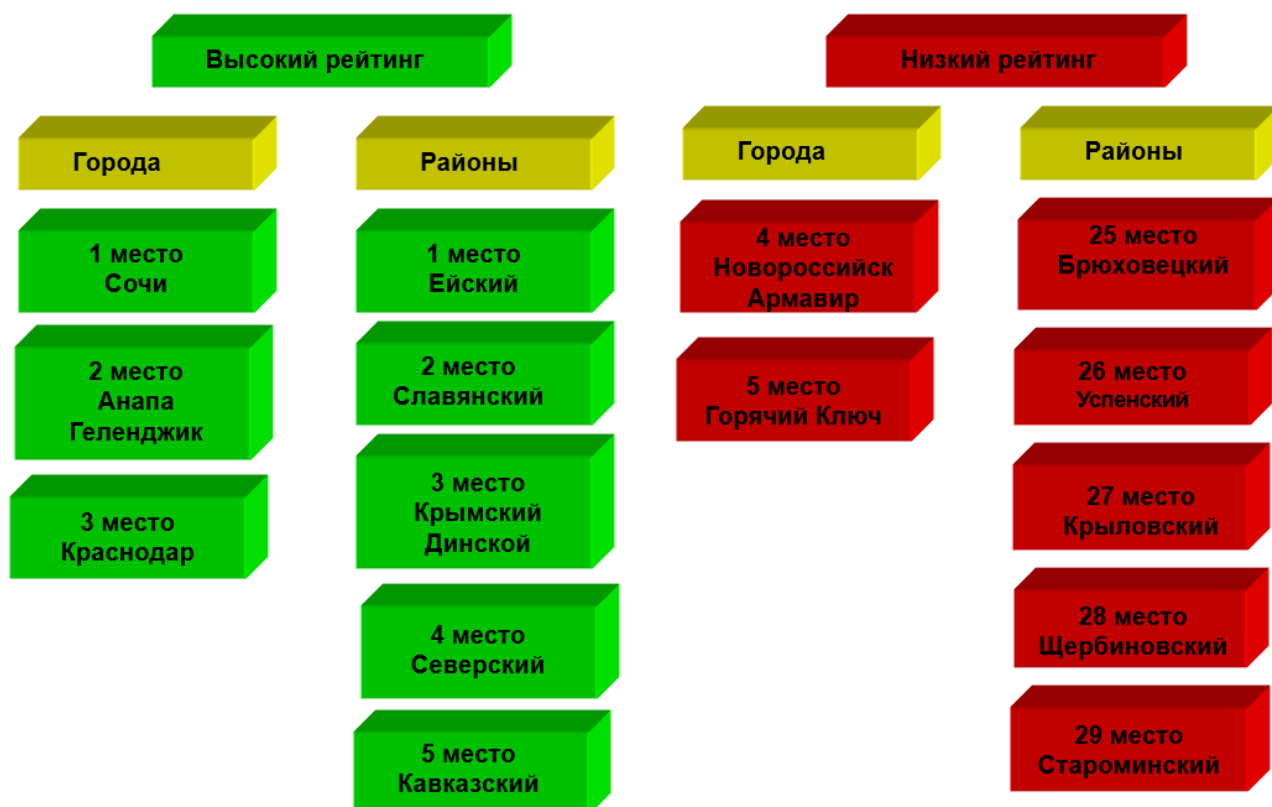 Высокий рейтинг
Города
1 место
Сочи
2 место
Анапа
Геленджик
3 место
Краснодар
Районы
1 место
Ейский
2 место
Славянский
3 место
Крымский
Динской
4 место
Северский
5 место
Кавказский
Низкий рейтинг
Города
4 место
Новороссийск
Армавир
5 место
Горячий Ключ
Районы
25 место
Брюховецкий
26 место
Успенский
27 место
Крыловский
28 место
Щербиновский
29 место
Староминский